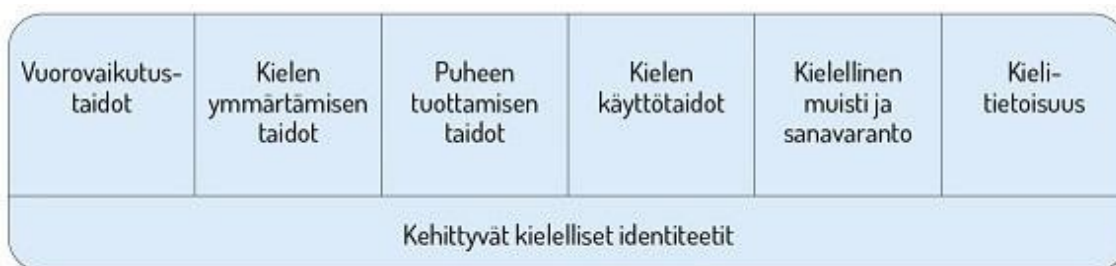 Vuorovaikutus-
taidot
Kielen
ymmärtämisen
taidot
Puheen
tuottamisen
taidot
Kielen
käyttötaidot
Kielellinen
muisti ja
sanavaranto
Kieli-
tietoisuus
Kehittyvät kielelliset identiteetit